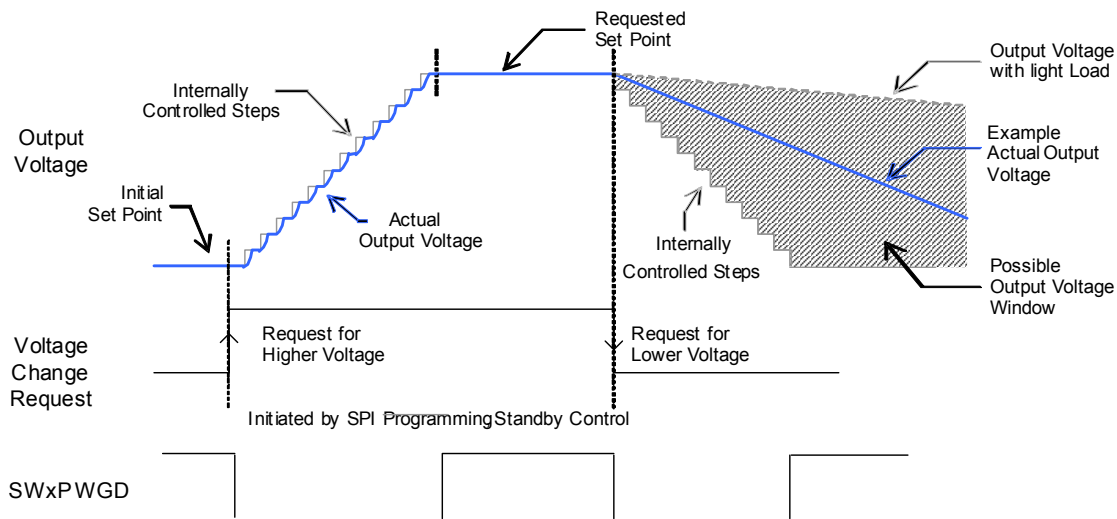 Requested
Set Point
Output Voltage
with light Load
Internally
Controlled Steps
Output
Voltage
Example
Actual Output
Voltage
Initial
Set Point
Actual
Output Voltage
Internally
Controlled Steps
Possible
Output Voltage
Window
Voltage
Change
Request
Request for
Higher Voltage
Request for
Lower Voltage
Initiated by SPI Programming, Standby Control
SWxPWGD